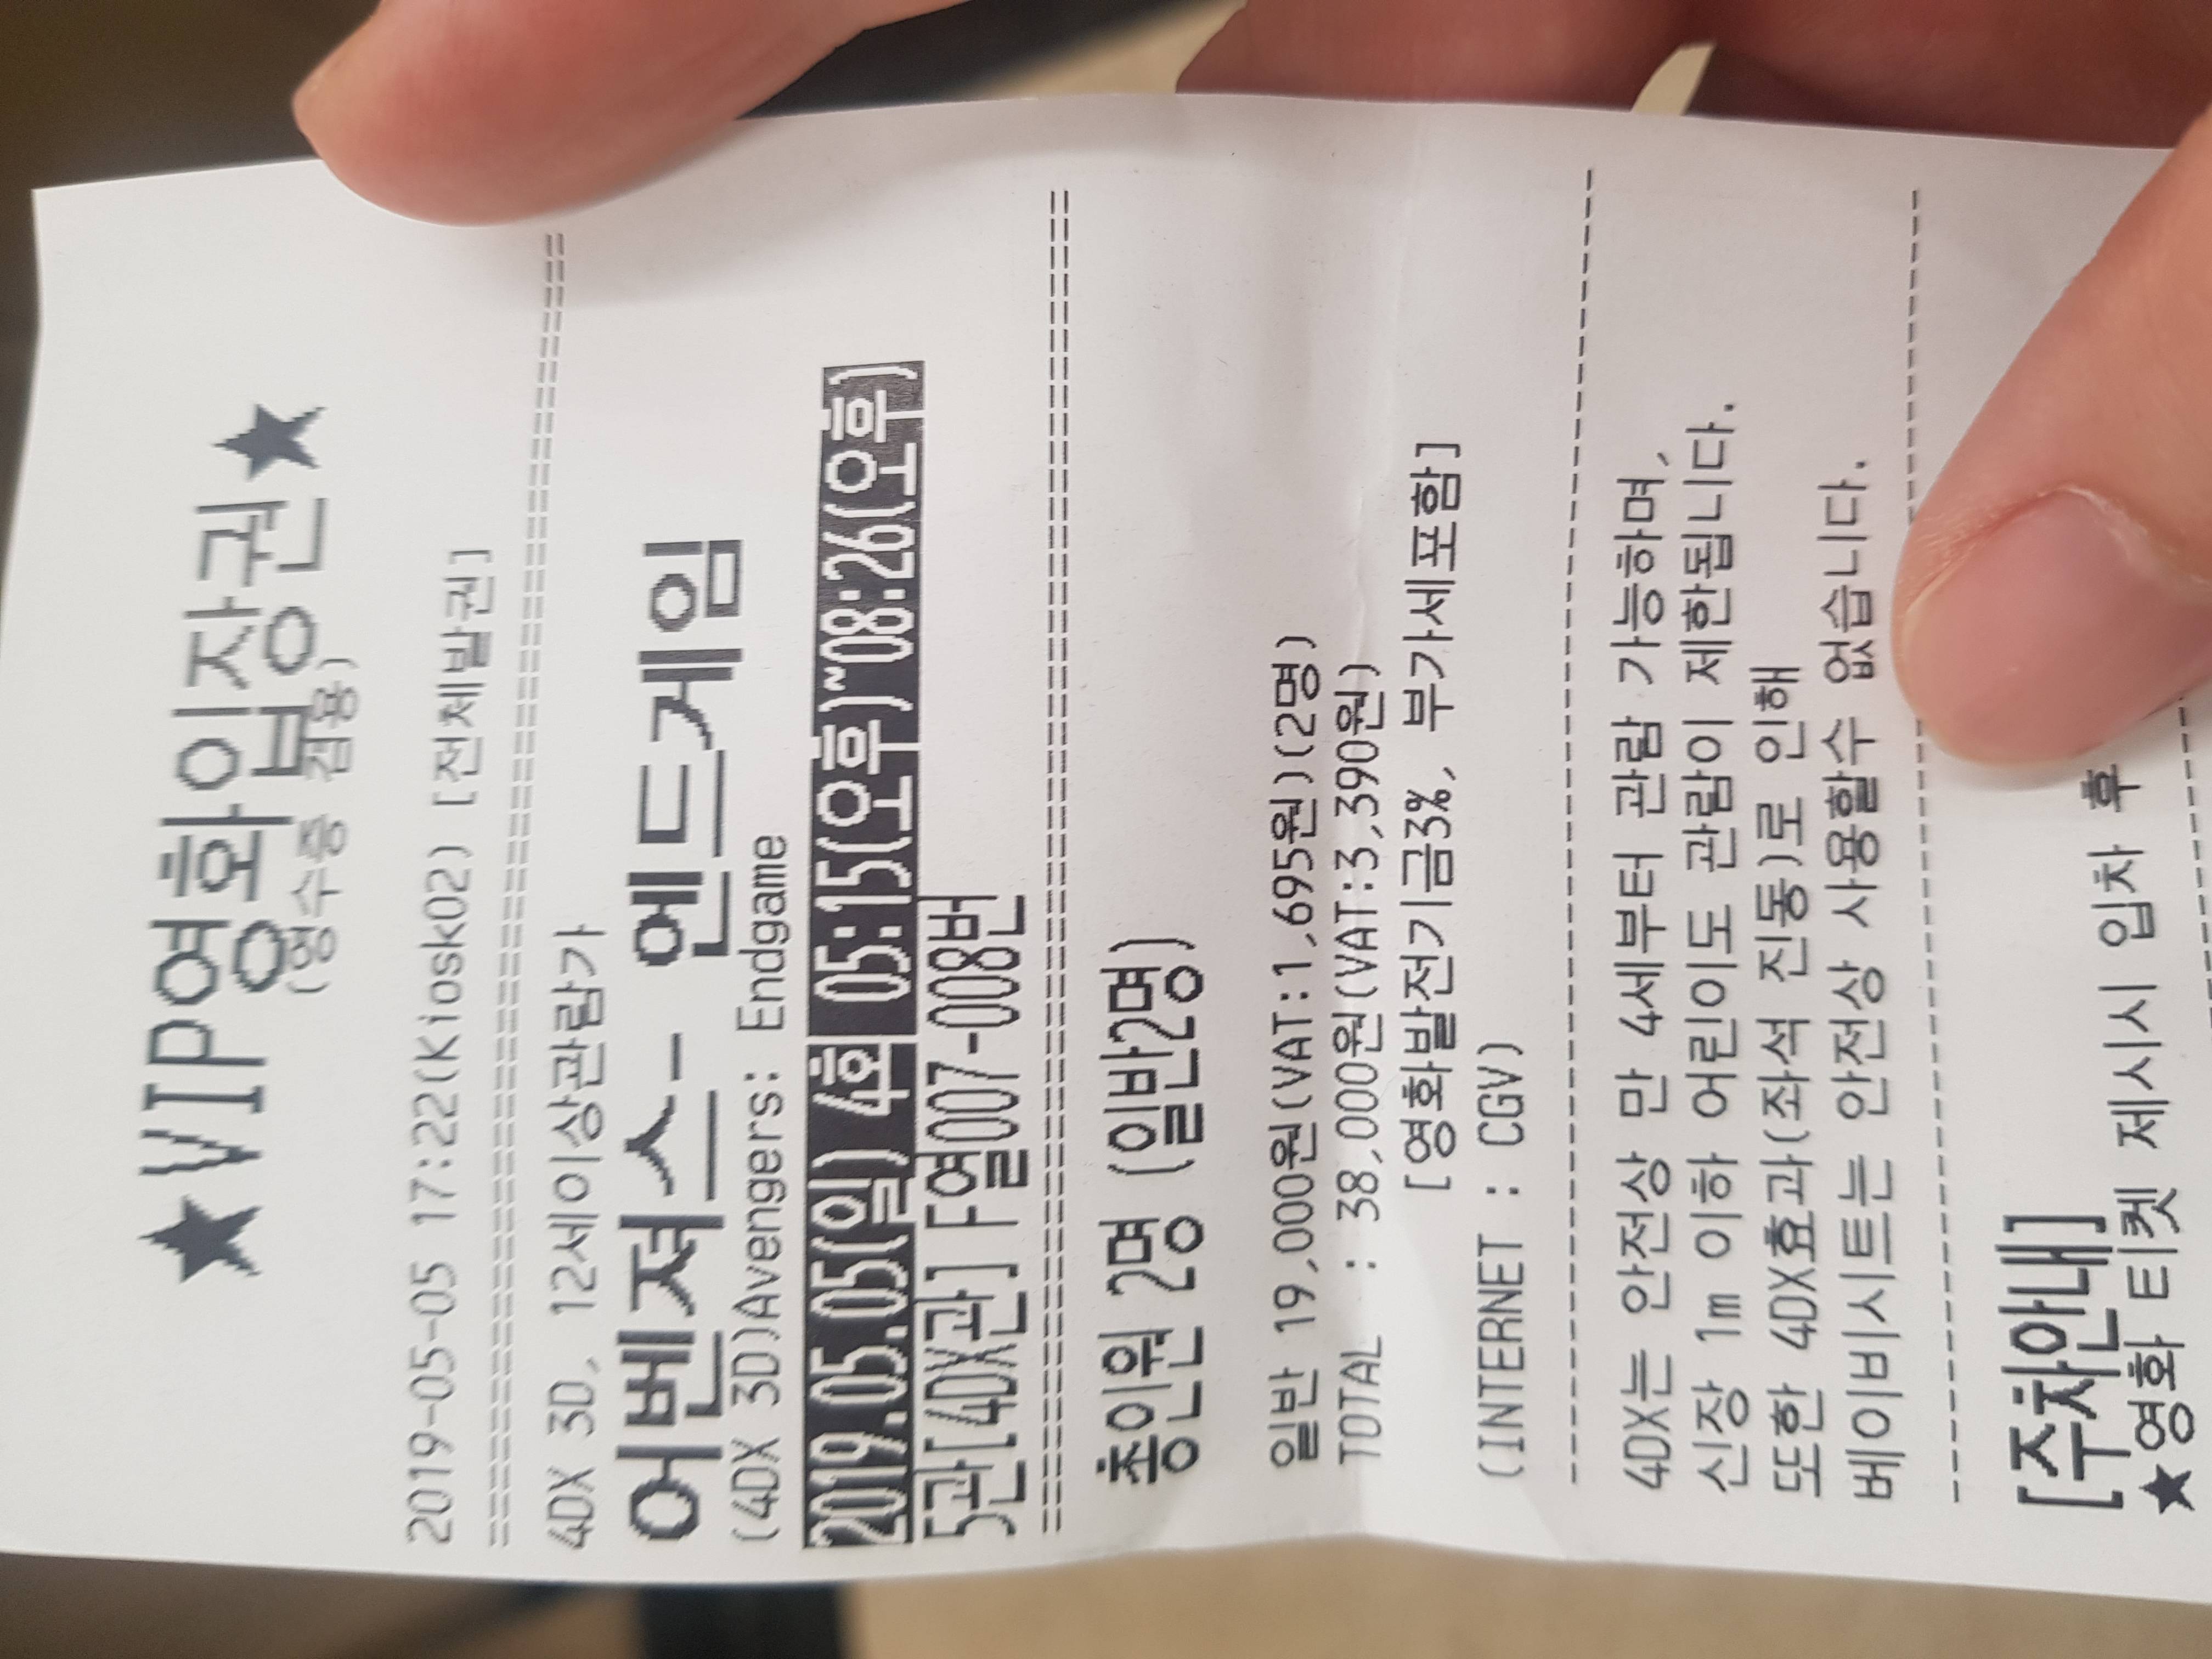 ★VIP영화입장권★
(영수증 겸용)
2019-05-05 17:22(Kiosk02) [전체발권]
================================================
4DX 3D, 12세이상관람가
어벤져스- 엔드게임
(4DX 3D)Avengers: Endgame
2019.05.05(일) 4회 05:15(오후)~08:26(오후)
5관[4DX관] F열007-008번
================================================
총인원 2명 (일반2명)
일반 19,000원(VAT:1,695원)(2명)
TOTAL : 38,000원(VAT:3,390원)
[영화발전기금3%, 부가세포함]
(INTERNET : CGV)
------------------------------------------------
4DX는 안전상 만 4세부터 관람 가능하며,
신장 1m 이하 어린이도 관람이 제한됩니다.
또한 4DX효과(좌석 진동)로 인해
베이비시트는 안전상 사용할수 없습니다.
------------------------------------------------
[주차안내]
★영화 티켓 제시시 입차 후